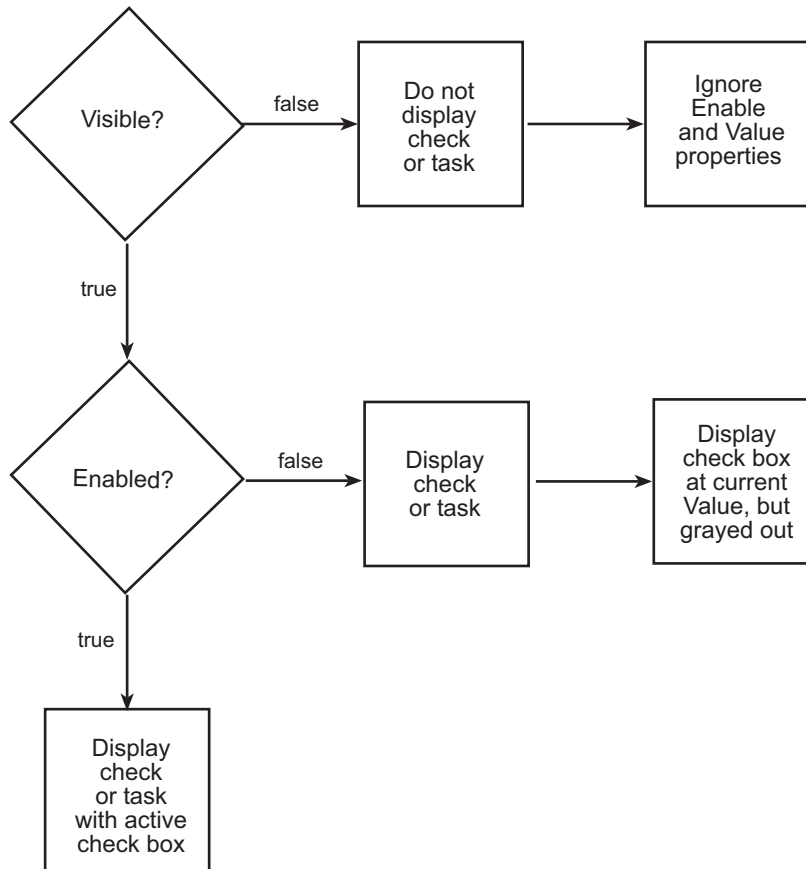 Visible?
false
Do not
display
check
or task
Ignore
Enable
and Value
properties
true
Enabled?
false
Display
check
or task
Display
check box
at current
Value, but
grayed out
true
Display
check
or task
with active
check box